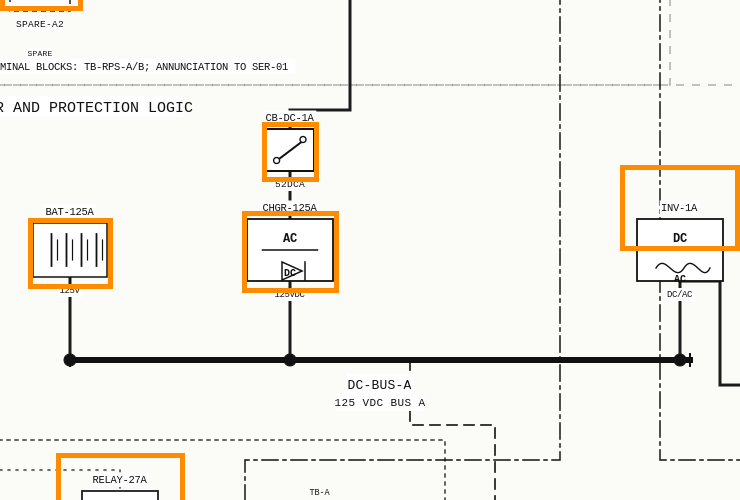 SPARE-A2
SPARE
MINAL BLOCKS: TB-RPS-A/B; ANNUNCIATION TO SER-01
R AND PROTECTION LOGIC
CB-DC-1A
52DCA
BAT-125A
125V
CHGR-125A
AC
DC
125VDC
INV-1A
DC
AC
DC/AC
DC-BUS-A
125 VDC BUS A
RELAY-27A
TB-A